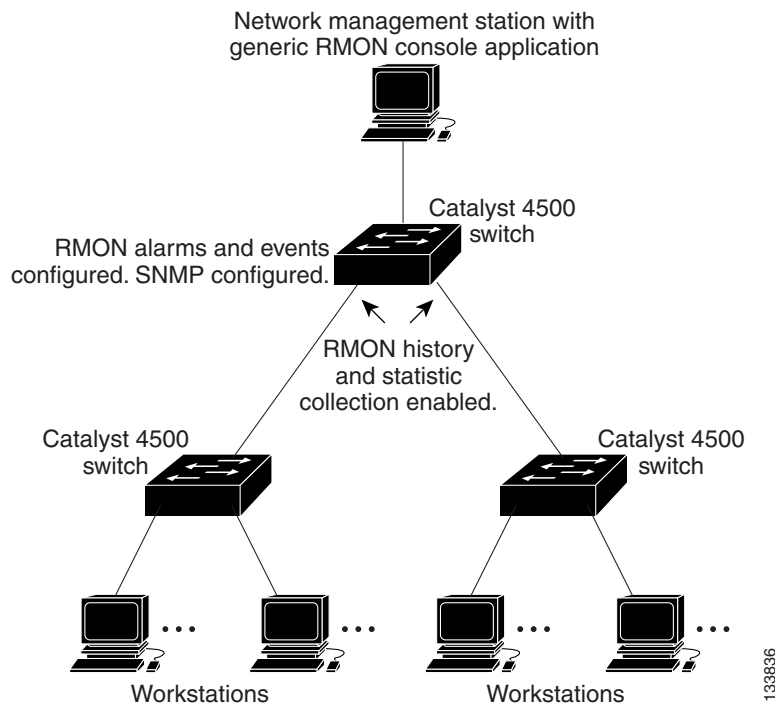 Network management station with
generic RMON console application
Catalyst 4500
switch
RMON alarms and events
configured. SNMP configured.
RMON history
and statistic
collection enabled.
Catalyst 4500
switch
Catalyst 4500
switch
Workstations
Workstations
133836